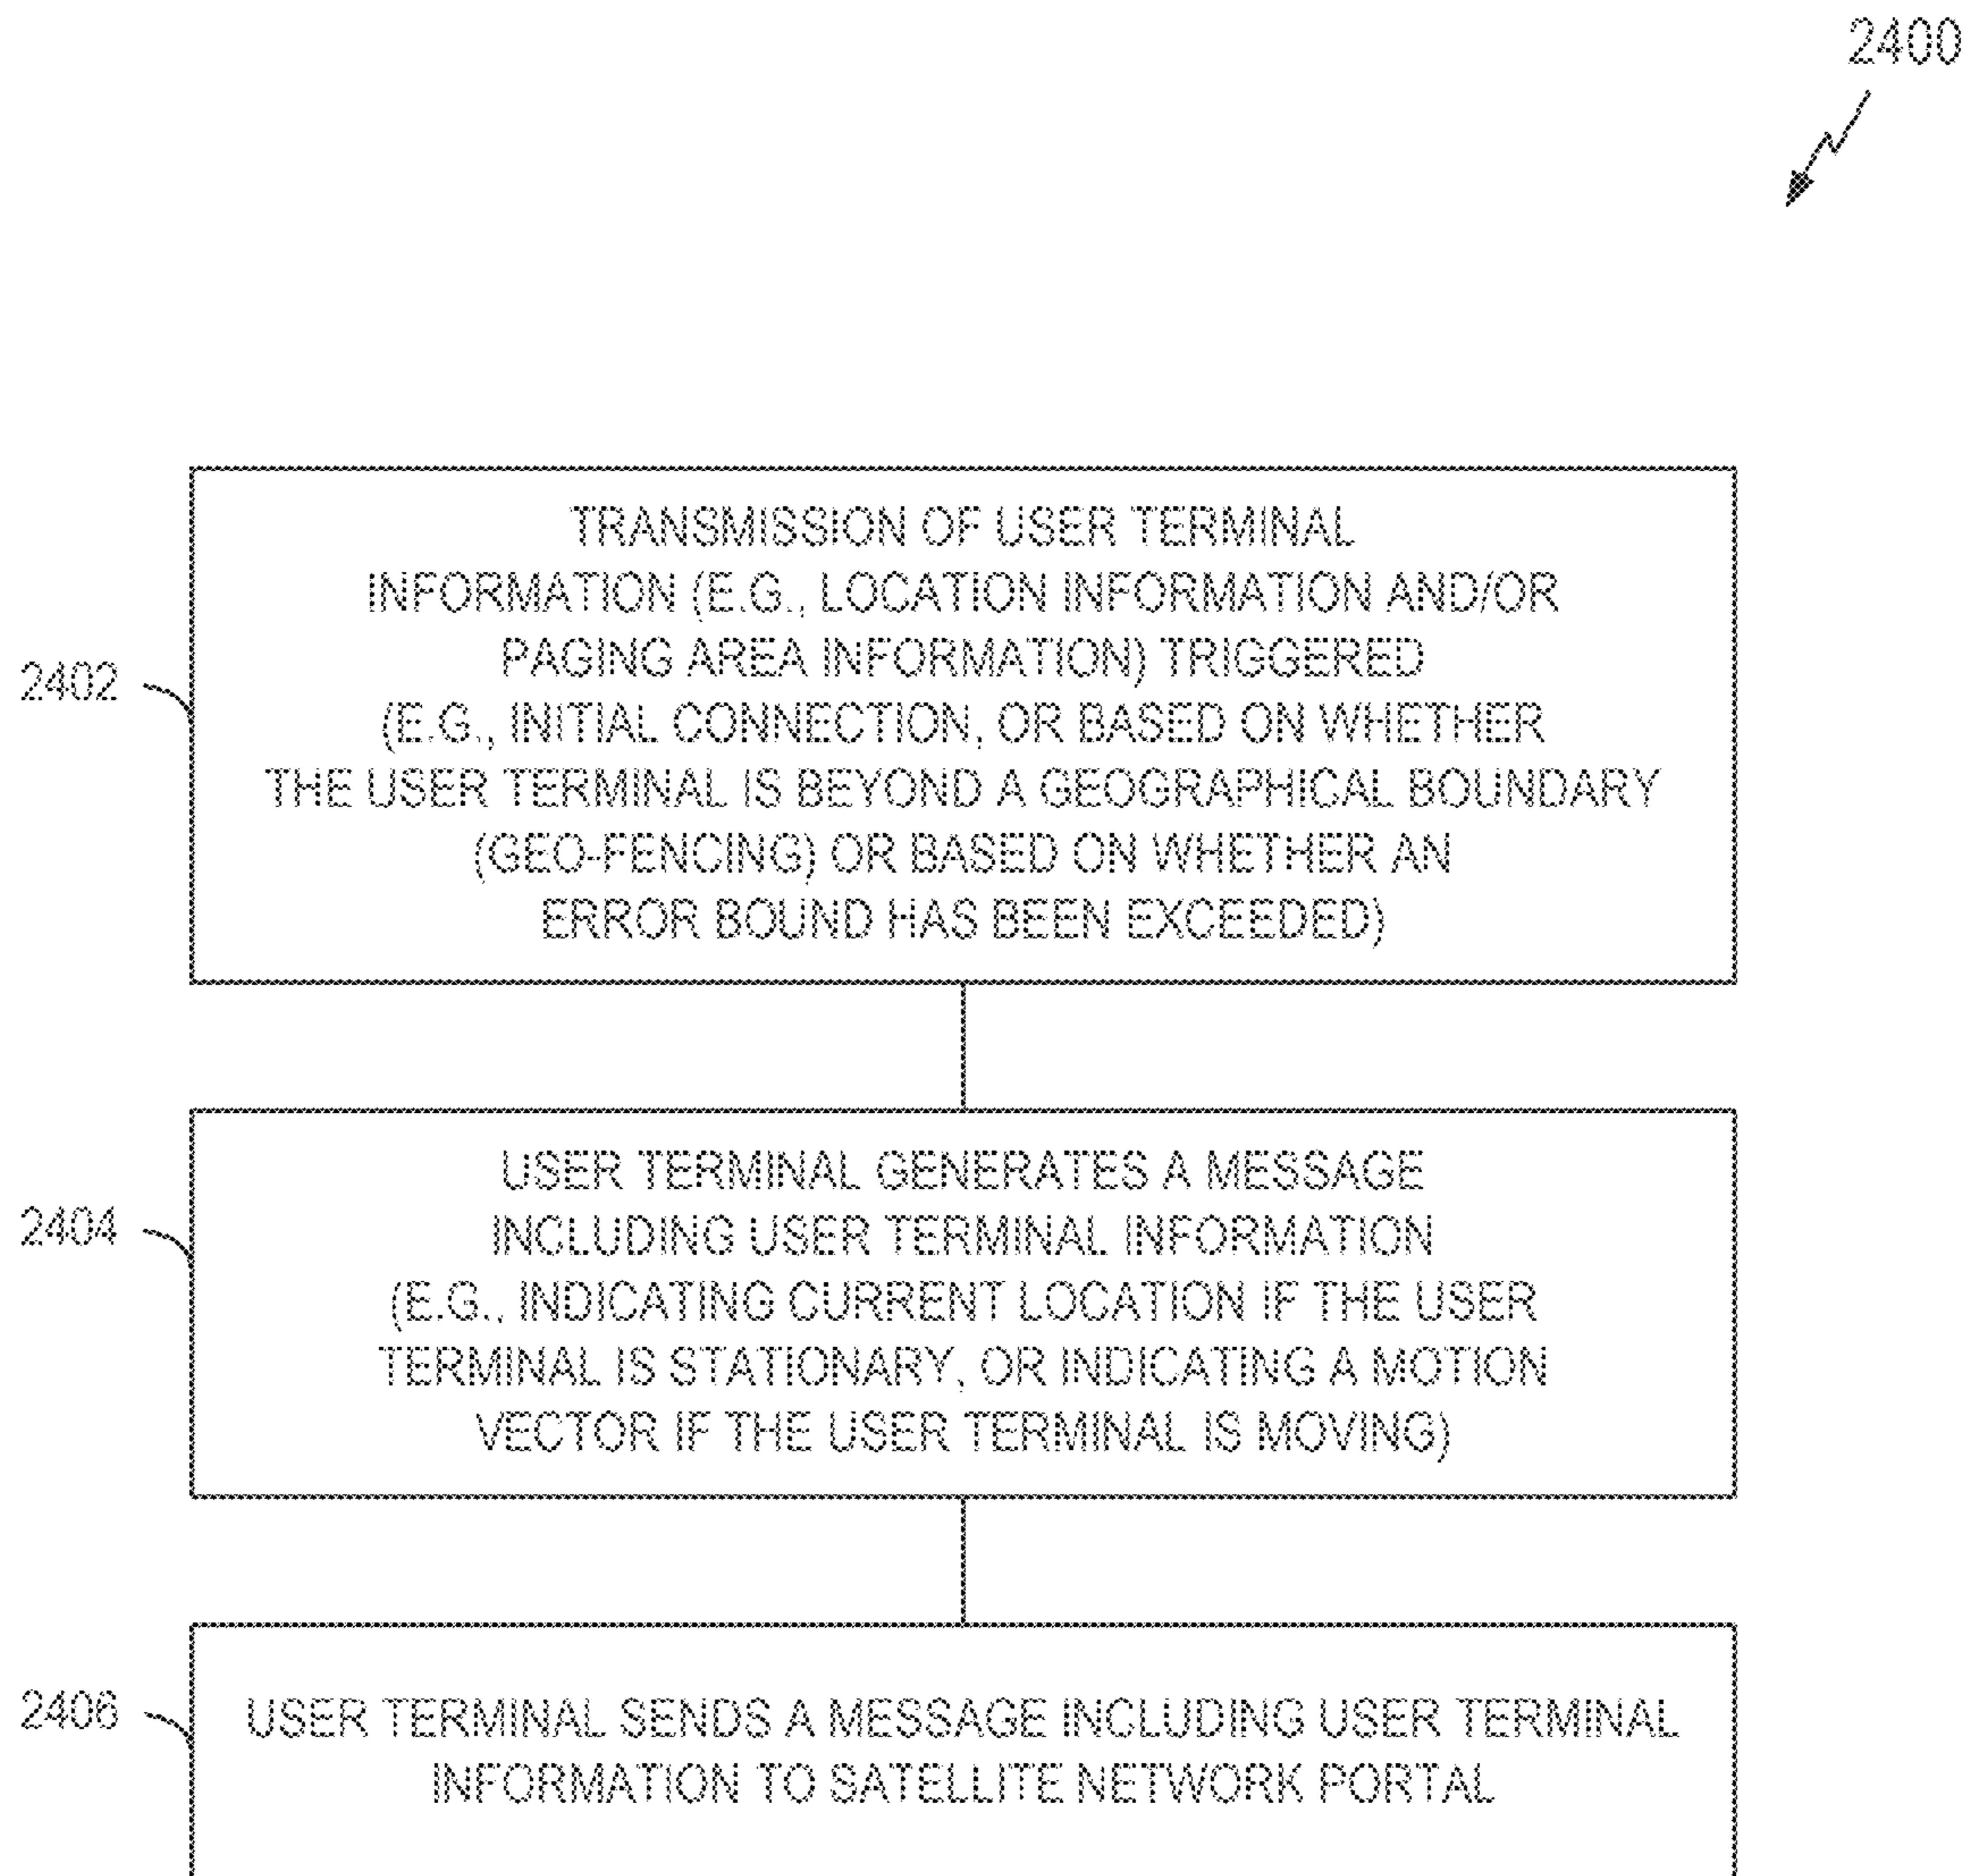 2400
TRANSMISSION OF USER TERMINAL
INFORMATION (E.G., LOCATION INFORMATION AND/OR
PAGING AREA INFORMATION) TRIGGERED
(E.G., INITIAL CONNECTION, OR BASED ON WHETHER
THE USER TERMINAL IS BEYOND A GEOGRAPHICAL BOUNDARY
(GEO-FENCING) OR BASED ON WHETHER AN
ERROR BOUND HAS BEEN EXCEEDED)
2402
USER TERMINAL GENERATES A MESSAGE
INCLUDING USER TERMINAL INFORMATION
(E.G., INDICATING CURRENT LOCATION IF THE USER
TERMINAL IS STATIONARY, OR INDICATING A MOTION
VECTOR IF THE USER TERMINAL IS MOVING)
2404
USER TERMINAL SENDS A MESSAGE INCLUDING USER TERMINAL
INFORMATION TO SATELLITE NETWORK PORTAL
2406